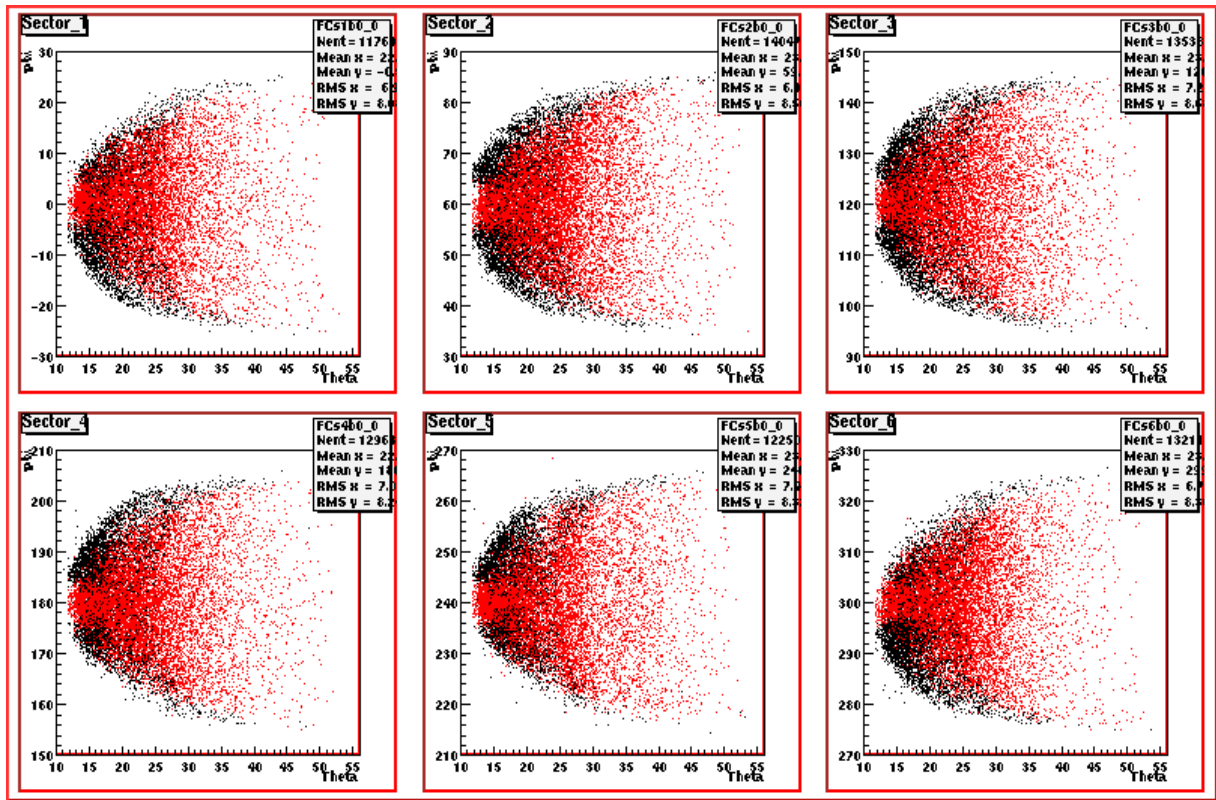 Sector_1
FCs1b0_0
Nent = 1176
Mean x = 2
Mean y = -0
RMS x = 6
RMS y = 8
30
20
10
0
-10
-20
-30
10 15 20 25 30 35 40 45 50 55
Theta
Sector_2
FCs2b0_0
Nent = 1404
Mean x = 2
Mean y = 59
RMS x = 6
RMS y = 8
90
80
70
60
50
40
30
10 15 20 25 30 35 40 45 50 55
Theta
Sector_3
FCs3b0_0
Nent = 1353
Mean x = 2
Mean y = 12
RMS x = 7
RMS y = 8
150
140
130
120
110
100
90
10 15 20 25 30 35 40 45 50 55
Theta
Sector_4
FCs4b0_0
Nent = 1296
Mean x = 2
Mean y = 18
RMS x = 7
RMS y = 8
210
200
190
180
170
160
150
10 15 20 25 30 35 40 45 50 55
Theta
Sector_5
FCs5b0_0
Nent = 1225
Mean x = 2
Mean y = 24
RMS x = 7
RMS y = 8
270
260
250
240
230
220
210
10 15 20 25 30 35 40 45 50 55
Theta
Sector_6
FCs6b0_0
Nent = 1321
Mean x = 2
Mean y = 29
RMS x = 6
RMS y = 8
330
320
310
300
290
280
270
10 15 20 25 30 35 40 45 50 55
Theta